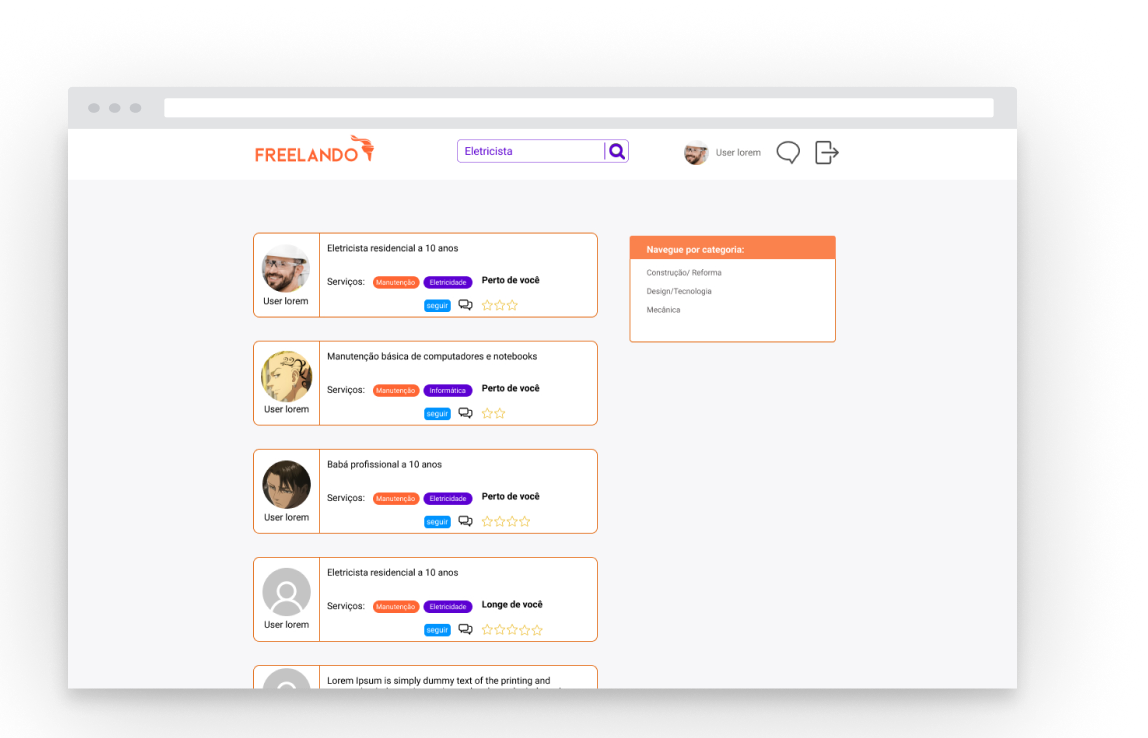 FREELANDO
Eletricista
User lorem
Eletricista residencial a 10 anos
Serviços: Manutenção Eletricidade Perto de você
User lorem
seguir
Manutenção básica de computadores e notebooks
Serviços: Manutenção Informática Perto de você
User lorem
seguir
Babá profissional a 10 anos
Serviços: Manutenção Eletricidade Perto de você
User lorem
seguir
Eletricista residencial a 10 anos
Serviços: Manutenção Eletricidade Longe de você
User lorem
seguir
Lorem Ipsum is simply dummy text of the printing and
Navegue por categoria:
Construção/ Reforma
Design/Tecnologia
Mecânica